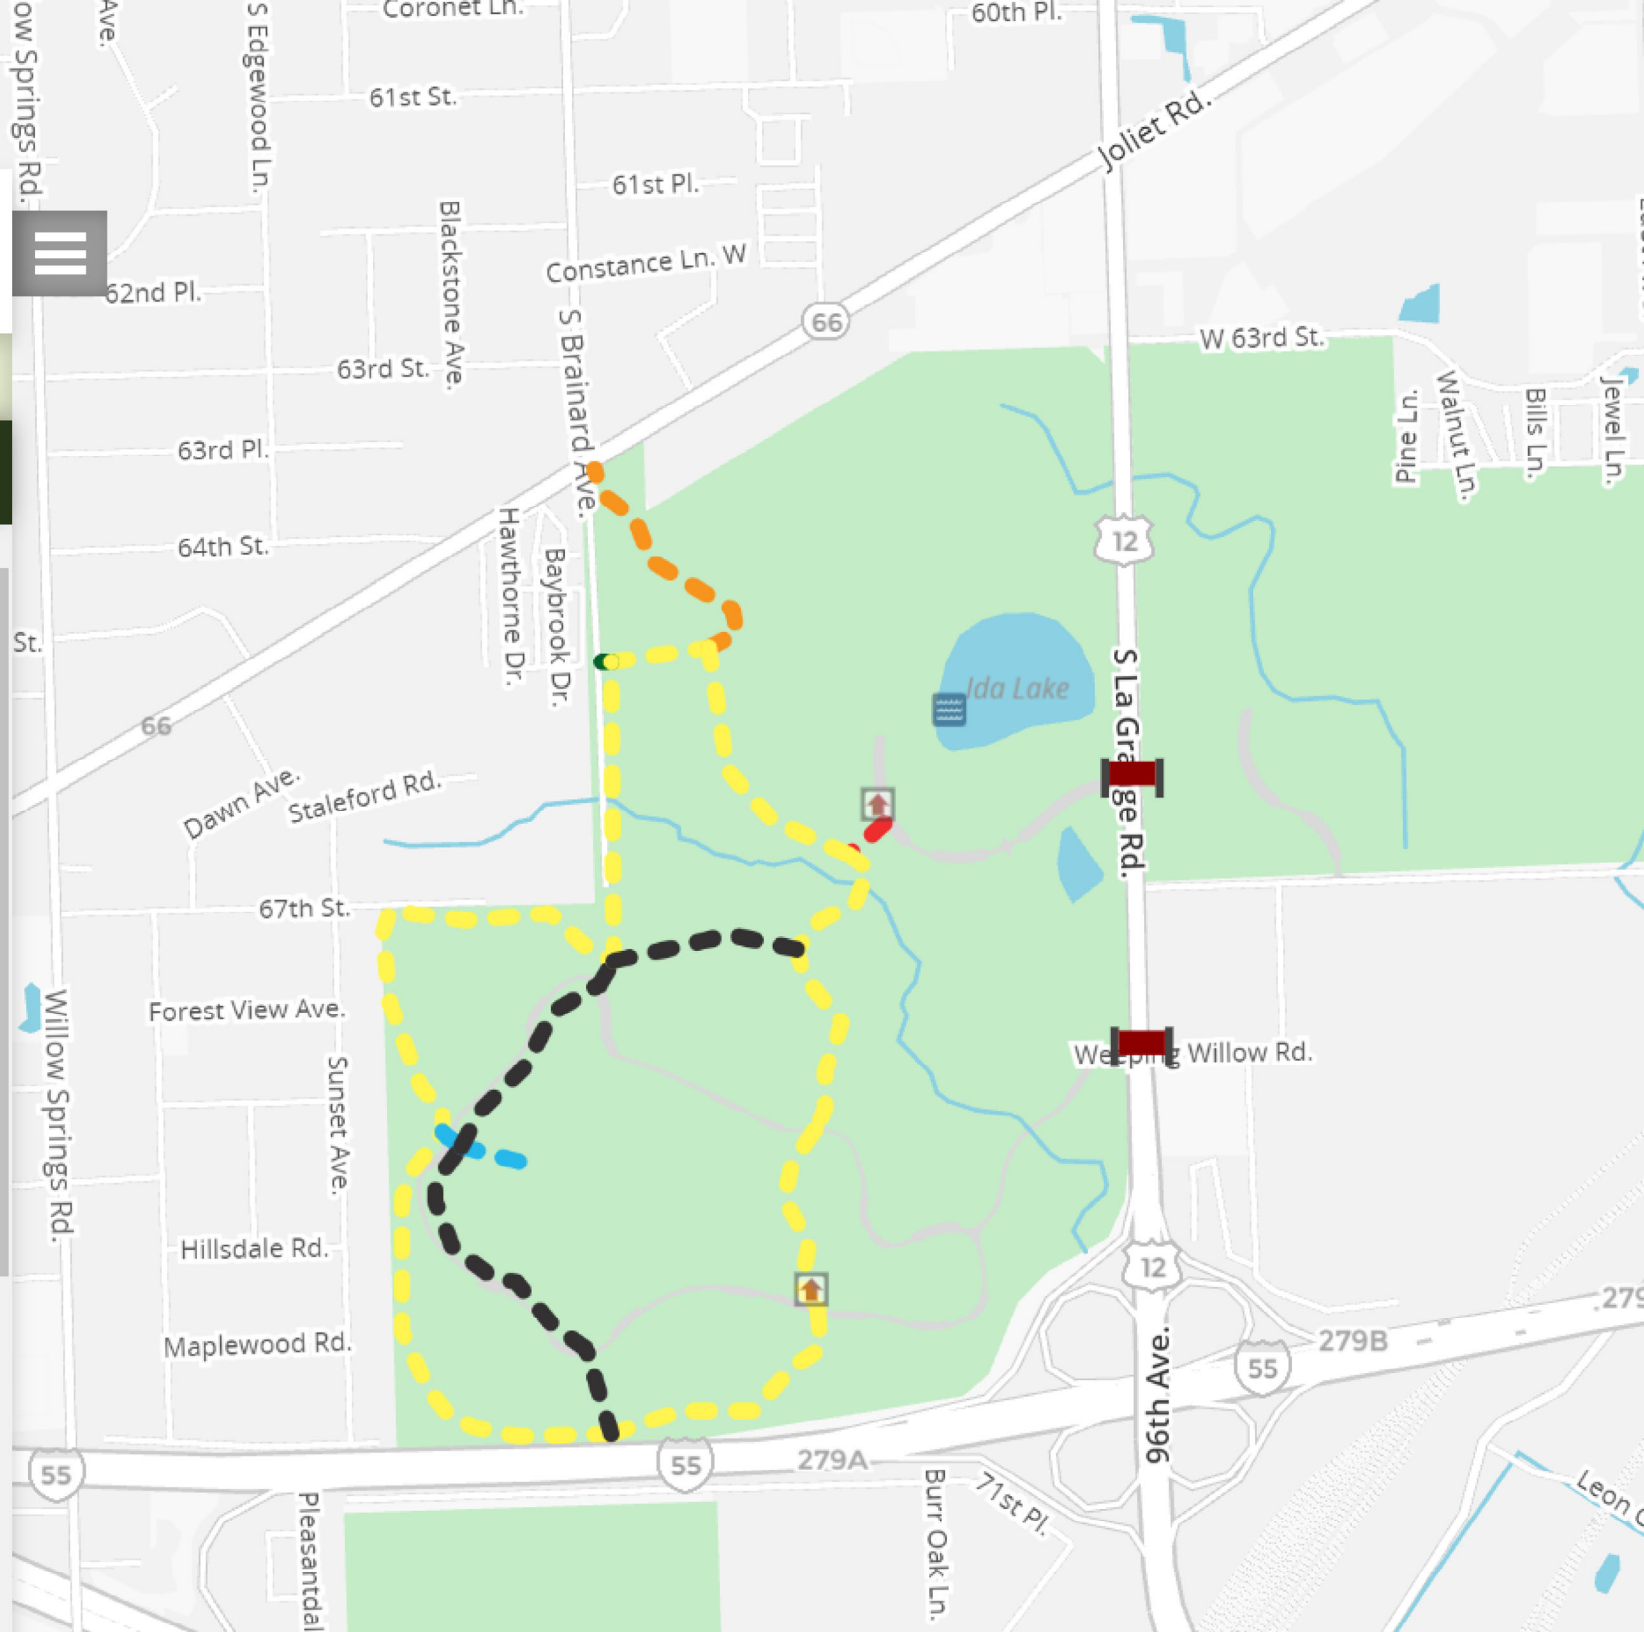 Coronet Ln.
60th Pl.
ow Springs Rd.
Ave.
S Edgewood Ln.
61st St.
Joliet Rd.
61st Pl.
Blackstone Ave.
Constance Ln. W
62nd Pl.
66
S Brainard Ave.
W 63rd St.
63rd St.
Pine Ln.
Walnut Ln.
Bills Ln.
Jewel Ln.
63rd Pl.
64th St.
Hawthorne Dr.
Baybrook Dr.
12
St.
Ida Lake
S La Grange Rd.
66
Dawn Ave.
Staleford Rd.
67th St.
Forest View Ave.
Willow Springs Rd.
Sunset Ave.
Weeping Willow Rd.
Hillsdale Rd.
12
279
279B
Maplewood Rd.
55
96th Ave.
55
55
279A
Burr Oak Ln.
71st Pl.
Leon
Pleasantdal